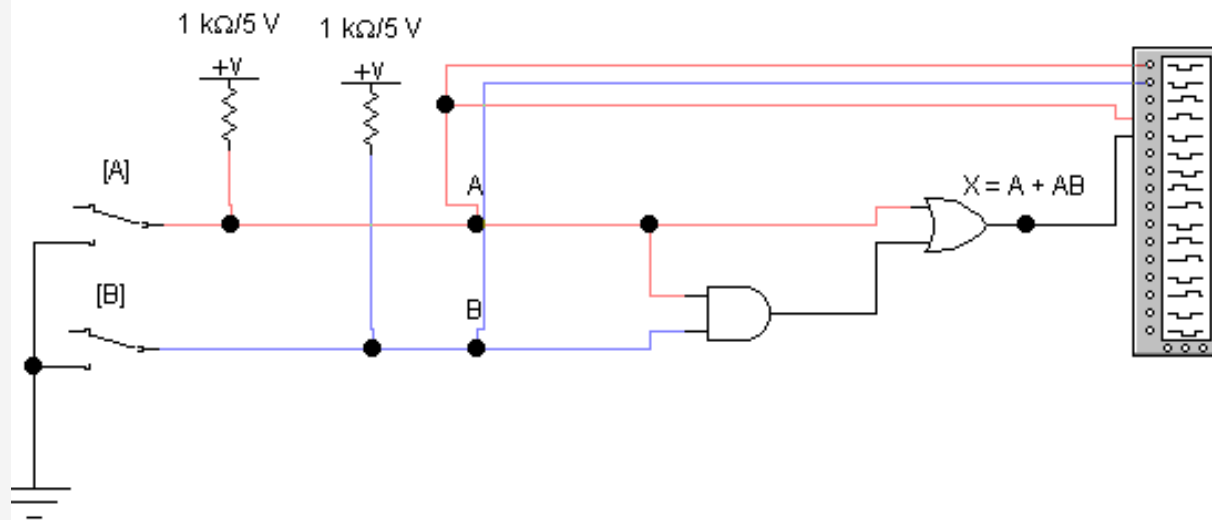 1 kΩ/5 V
1 kΩ/5 V
+V
+V
[A]
A
X = A + AB
[B]
B